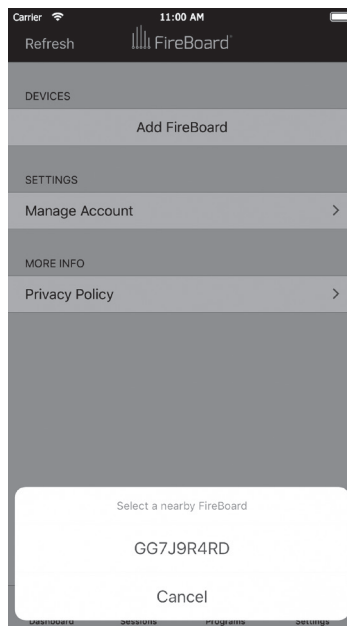 Carrier 11:00 AM
Refresh FireBoard
DEVICES
Add FireBoard
SETTINGS
Manage Account
MORE INFO
Privacy Policy
Select a nearby FireBoard
GG7J9R4RD
Cancel
Dashboard Sessions Programs Settings